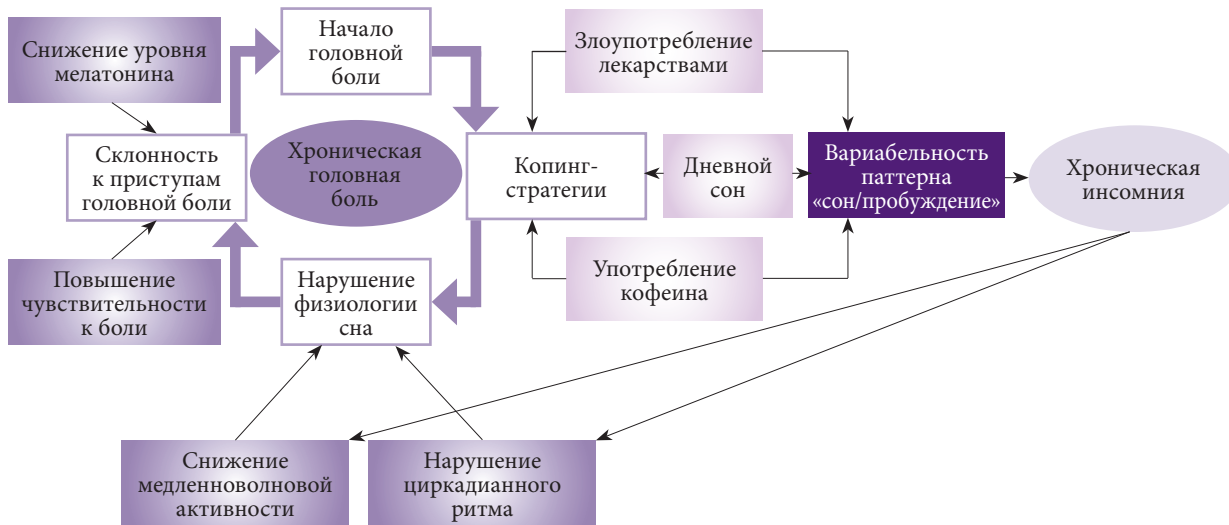 Снижение уровня
мелатонина
Начало
головной
боли
Злоупотребление
лекарствами
Склонность
к приступам
головной боли
Хроническая
головная
боль
Копинг-
стратегии
Дневной
сон
Вариабельность
паттерна
«сон/пробуждение»
Хроническая
инсомния
Повышение
чувствительности
к боли
Нарушение
физиологии
сна
Употребление
кофеина
Снижение
медленноволновой
активности
Нарушение
циркадианного
ритма